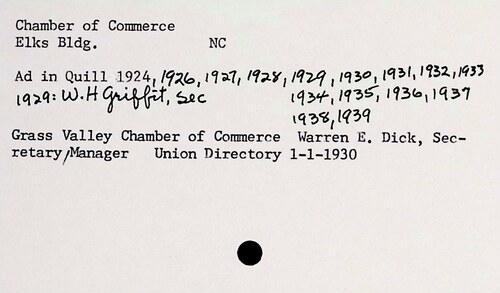 Chamber of Commerce
Elks Bldg. NC
Ad in Quill 1924, 1926, 1927, 1928, 1929, 1930, 1931, 1932, 1933
1929: W.H Griffit, Sec 1934, 1935, 1936, 1937
1938, 1939
Grass Valley Chamber of Commerce Warren E. Dick, Sec-
retary/Manager Union Directory 1-1-1930